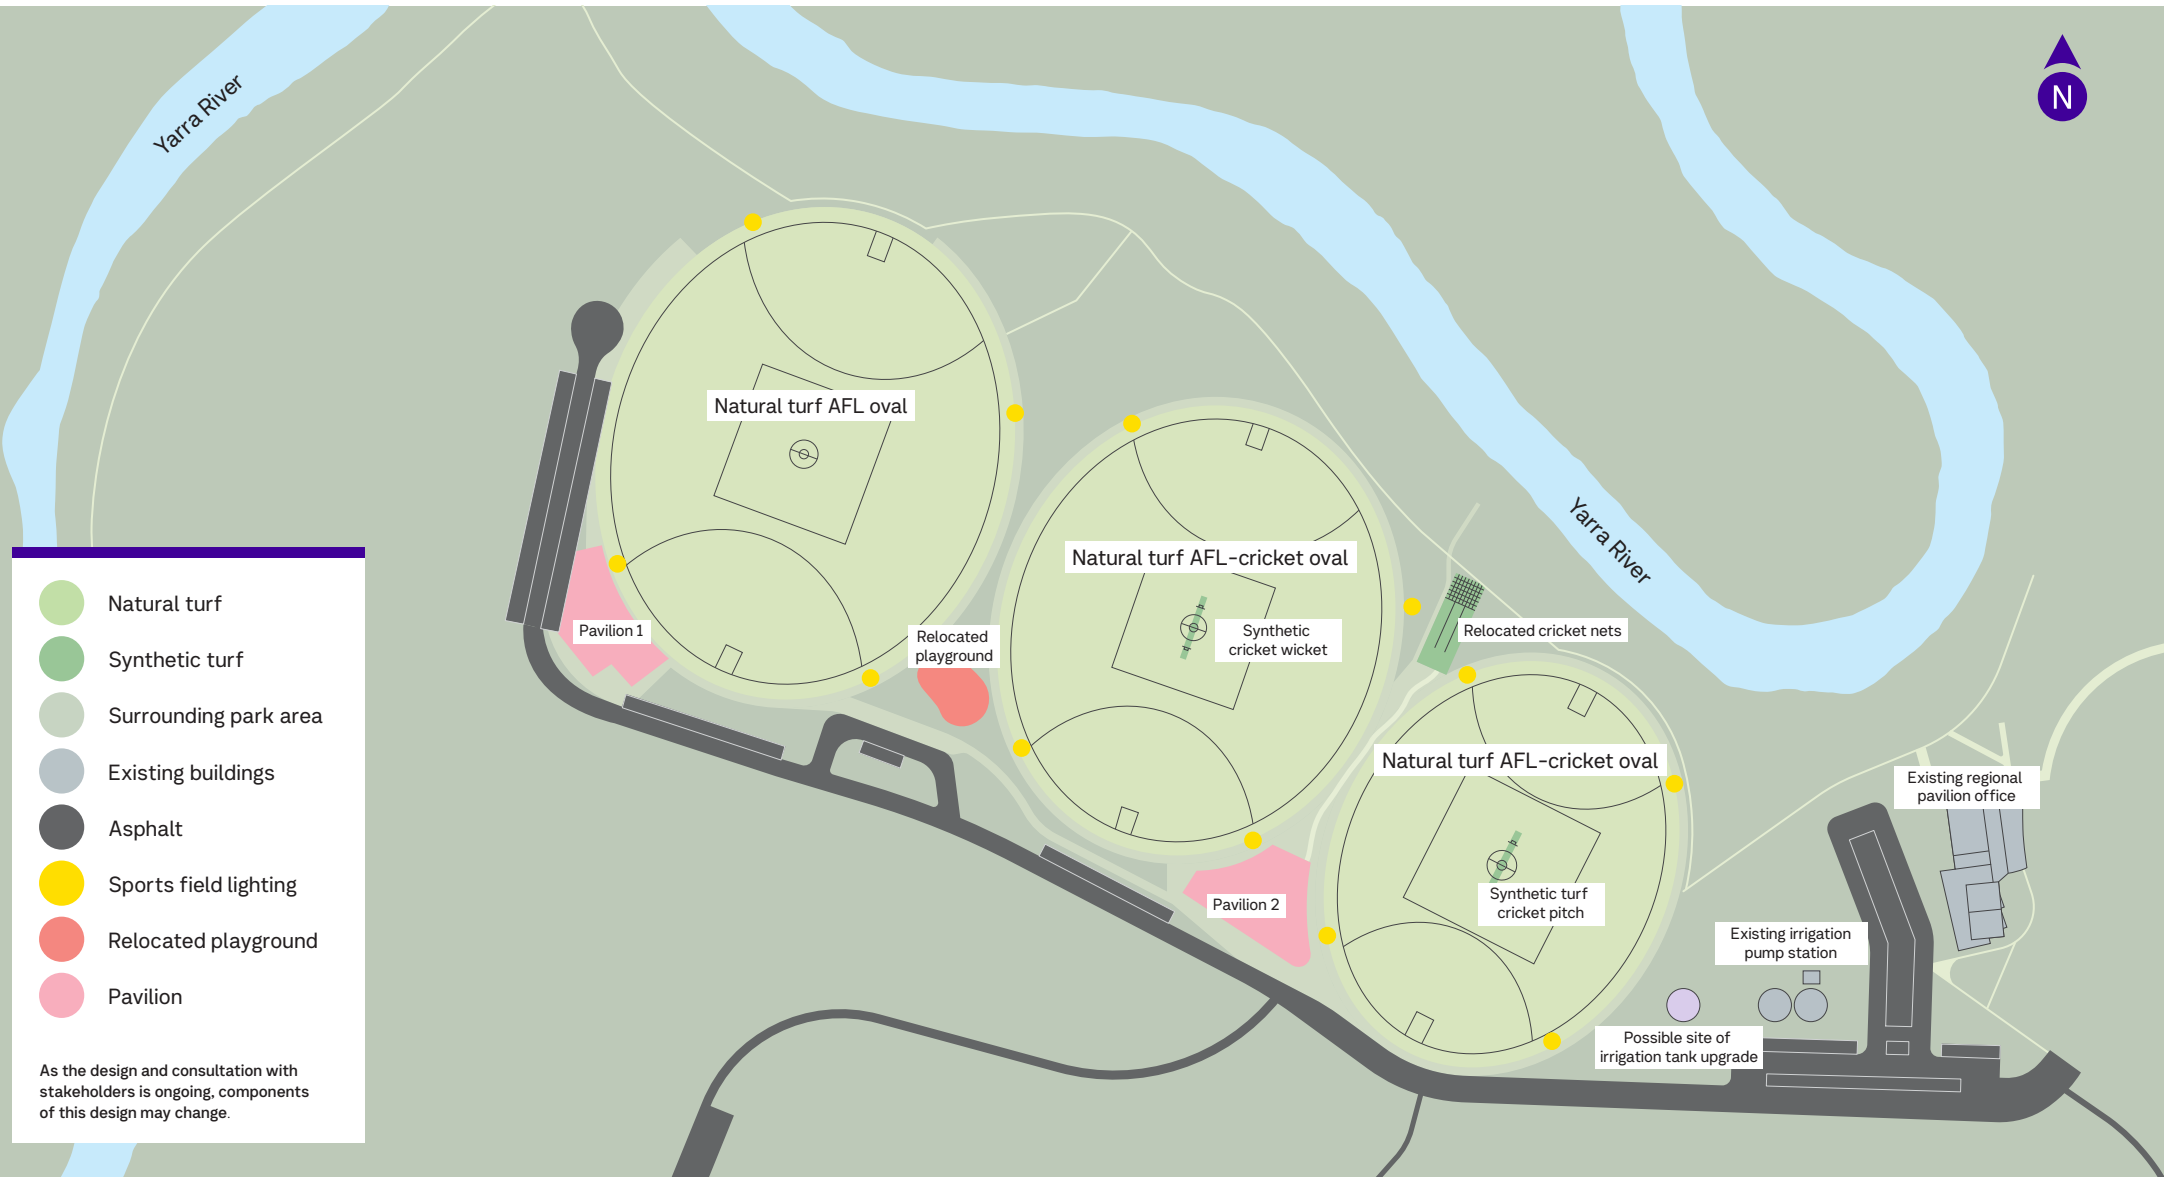 Yarra River
N
Natural turf AFL oval
Natural turf AFL-cricket oval
Yarra River
Synthetic
cricket wicket
Relocated cricket nets
Pavilion 1
Relocated
playground
Natural turf AFL-cricket oval
Existing regional
pavilion office
Synthetic turf
cricket pitch
Pavilion 2
Existing irrigation
pump station
Possible site of
irrigation tank upgrade
Natural turf
Synthetic turf
Surrounding park area
Existing buildings
Asphalt
Sports field lighting
Relocated playground
Pavilion
As the design and consultation with
stakeholders is ongoing, components
of this design may change.